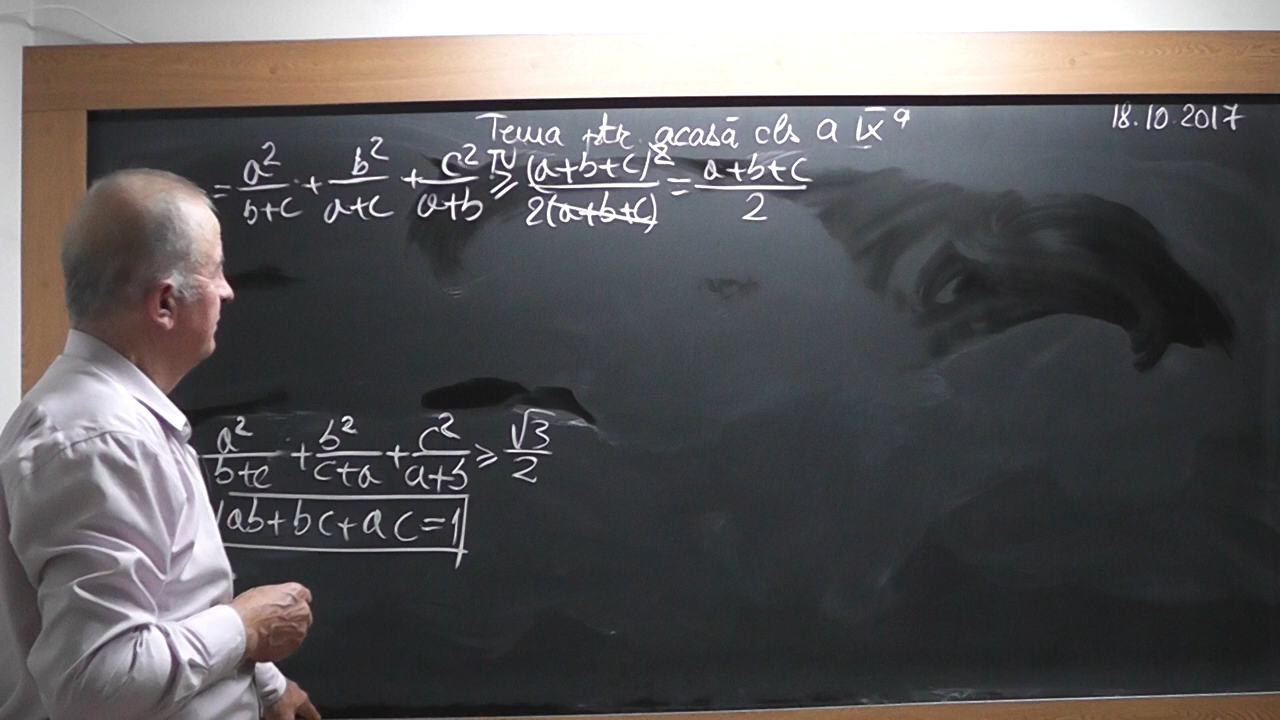 Tema ptr. acasă cls a IX a
18.10.2017
= a²/(b+c) + b²/(a+c) + c²/(a+b) ≥ (a+b+c)²/2(a+b+c) = (a+b+c)/2
a²/(b+c) + b²/(c+a) + c²/(a+b) ≥ √3/2
ab+bc+ac=1